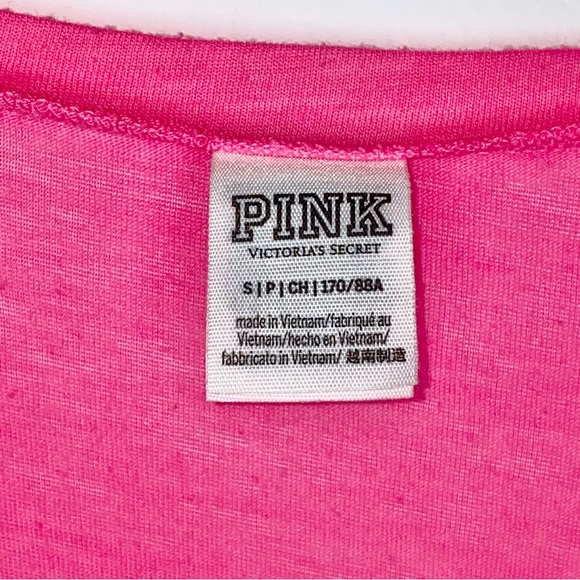 PINK
VICTORIA'S SECRET
S|P|CH|170/88A
made in Vietnam/fabriqué au
Vietnam/hecho en Vietnam/
fabbricato in Vietnam/ 越南制造